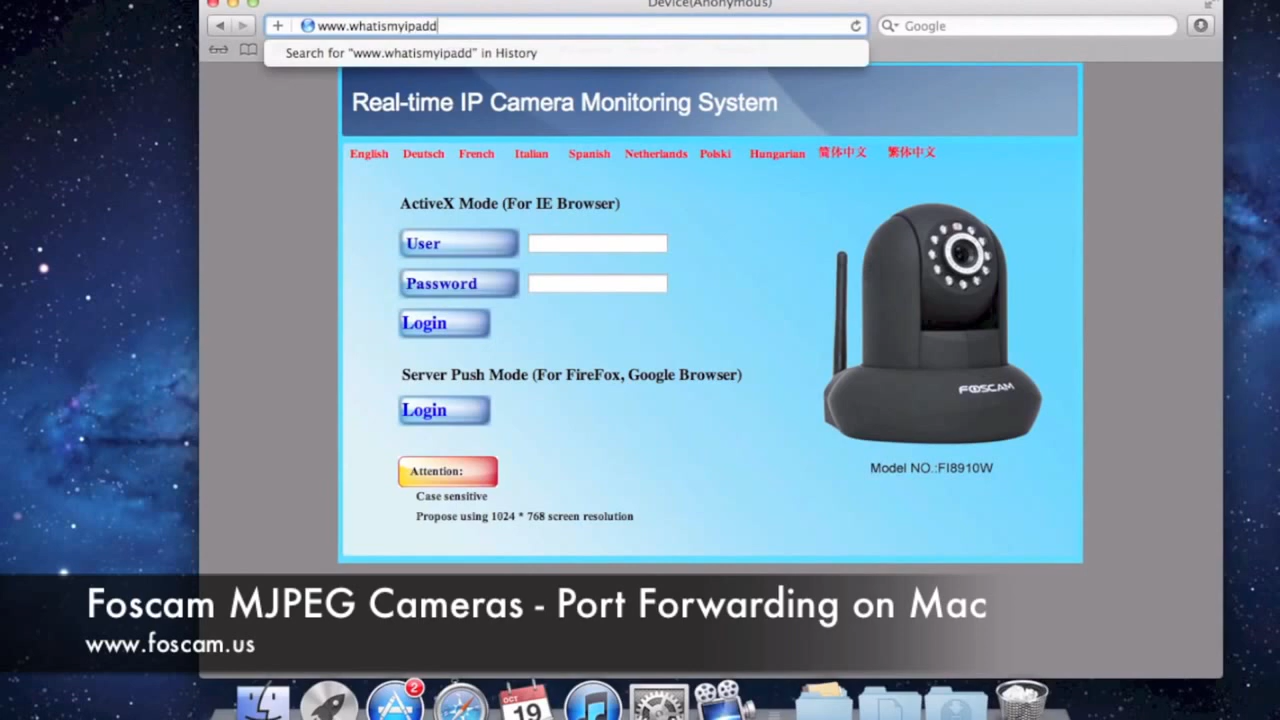 Device(Anonymous)
www.whatismyipadd
Google
Search for "www.whatismyipadd" in History
Real-time IP Camera Monitoring System
English Deutsch French Italian Spanish Netherlands Polski Hungarian 简体中文 繁体中文
ActiveX Mode (For IE Browser)
User
Password
Login
Server Push Mode (For FireFox, Google Browser)
Login
FOSCAM
Model NO.:FI8910W
Attention:
Case sensitive
Propose using 1024 * 768 screen resolution
Foscam MJPEG Cameras - Port Forwarding on Mac
www.foscam.us
2
OCT
19